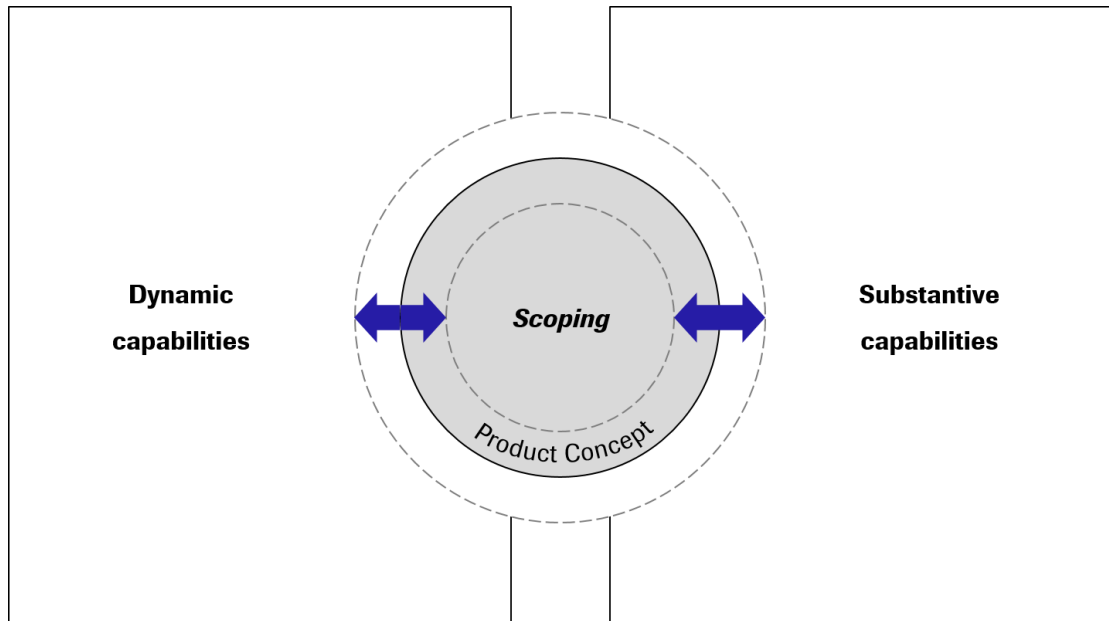 Dynamic
capabilities
Scoping
Product Concept
Substantive
capabilities